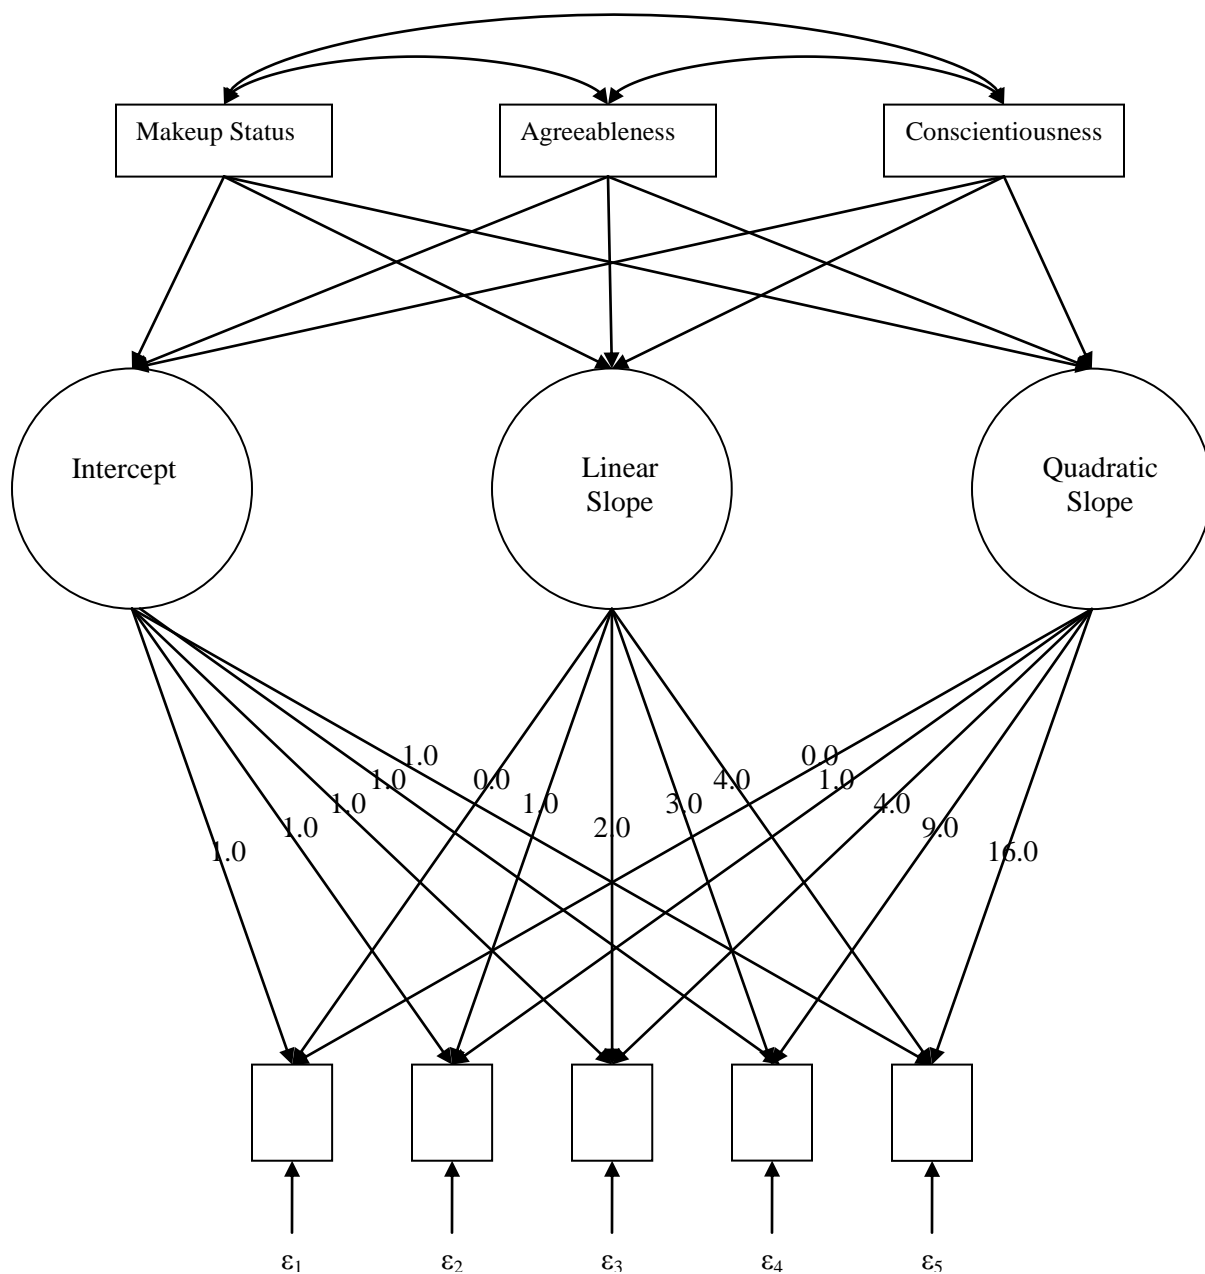 Makeup Status
Agreeableness
Conscientiousness
Intercept
Linear
Slope
Quadratic
Slope
1.0
1.0
1.0
1.0
1.0
0.0
1.0
2.0
3.0
4.0
0.0
1.0
4.0
9.0
16.0
ε₁
ε₂
ε₃
ε₄
ε₅